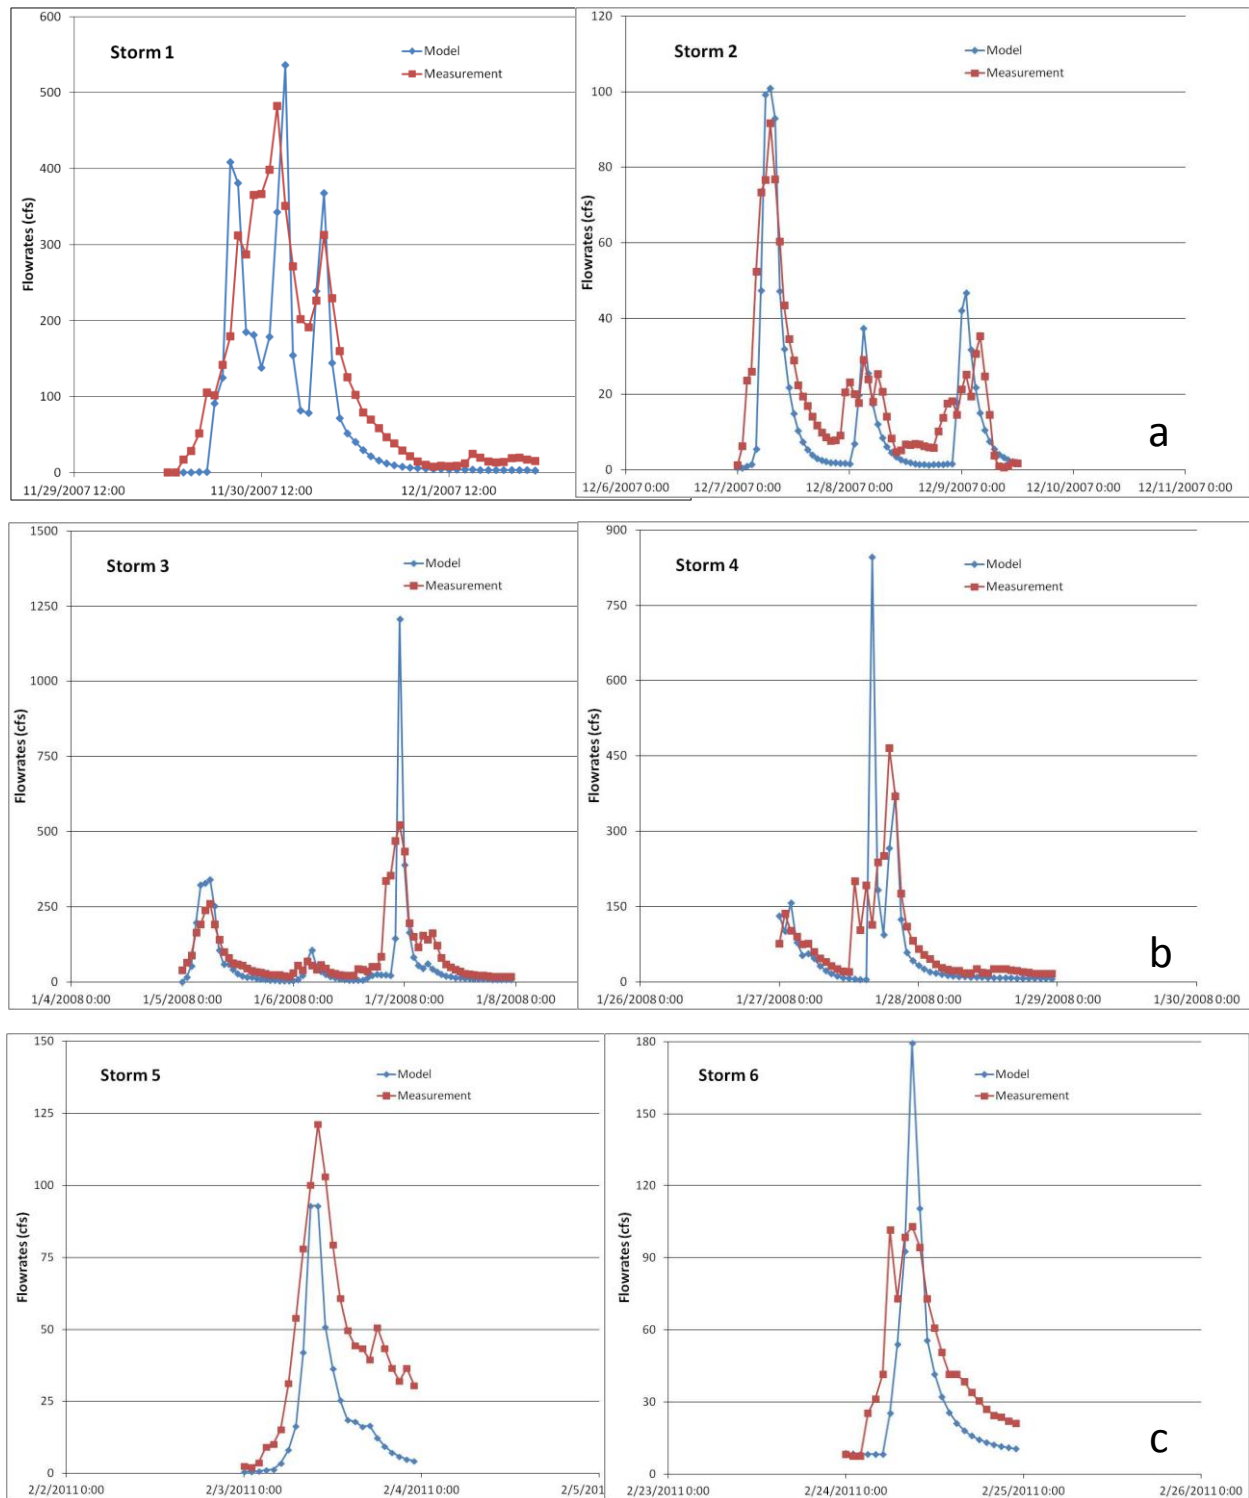 600
500
400
300
200
100
0
Flowrates (cfs)
Storm 1
Model
Measurement
11/29/2007 12:00
11/30/2007 12:00
12/1/2007 12:00
120
100
80
60
40
20
0
Flowrates (cfs)
Storm 2
Model
Measurement
a
12/6/2007 0:00
12/7/2007 0:00
12/8/2007 0:00
12/9/2007 0:00
12/10/2007 0:00
12/11/2007 0:00
1500
1250
1000
750
500
250
0
Flowrates (cfs)
Storm 3
Model
Measurement
1/4/2008 0:00
1/5/2008 0:00
1/6/2008 0:00
1/7/2008 0:00
1/8/2008 0:00
900
750
600
450
300
150
0
Flowrates (cfs)
Storm 4
Model
Measurement
b
1/26/2008 0:00
1/27/2008 0:00
1/28/2008 0:00
1/29/2008 0:00
1/30/2008 0:00
150
125
100
75
50
25
0
Flowrates (cfs)
Storm 5
Model
Measurement
2/2/2011 0:00
2/3/2011 0:00
2/4/2011 0:00
2/5/201
180
150
120
90
60
30
0
Flowrates (cfs)
Storm 6
Model
Measurement
c
2/23/2011 0:00
2/24/2011 0:00
2/25/2011 0:00
2/26/2011 0:00